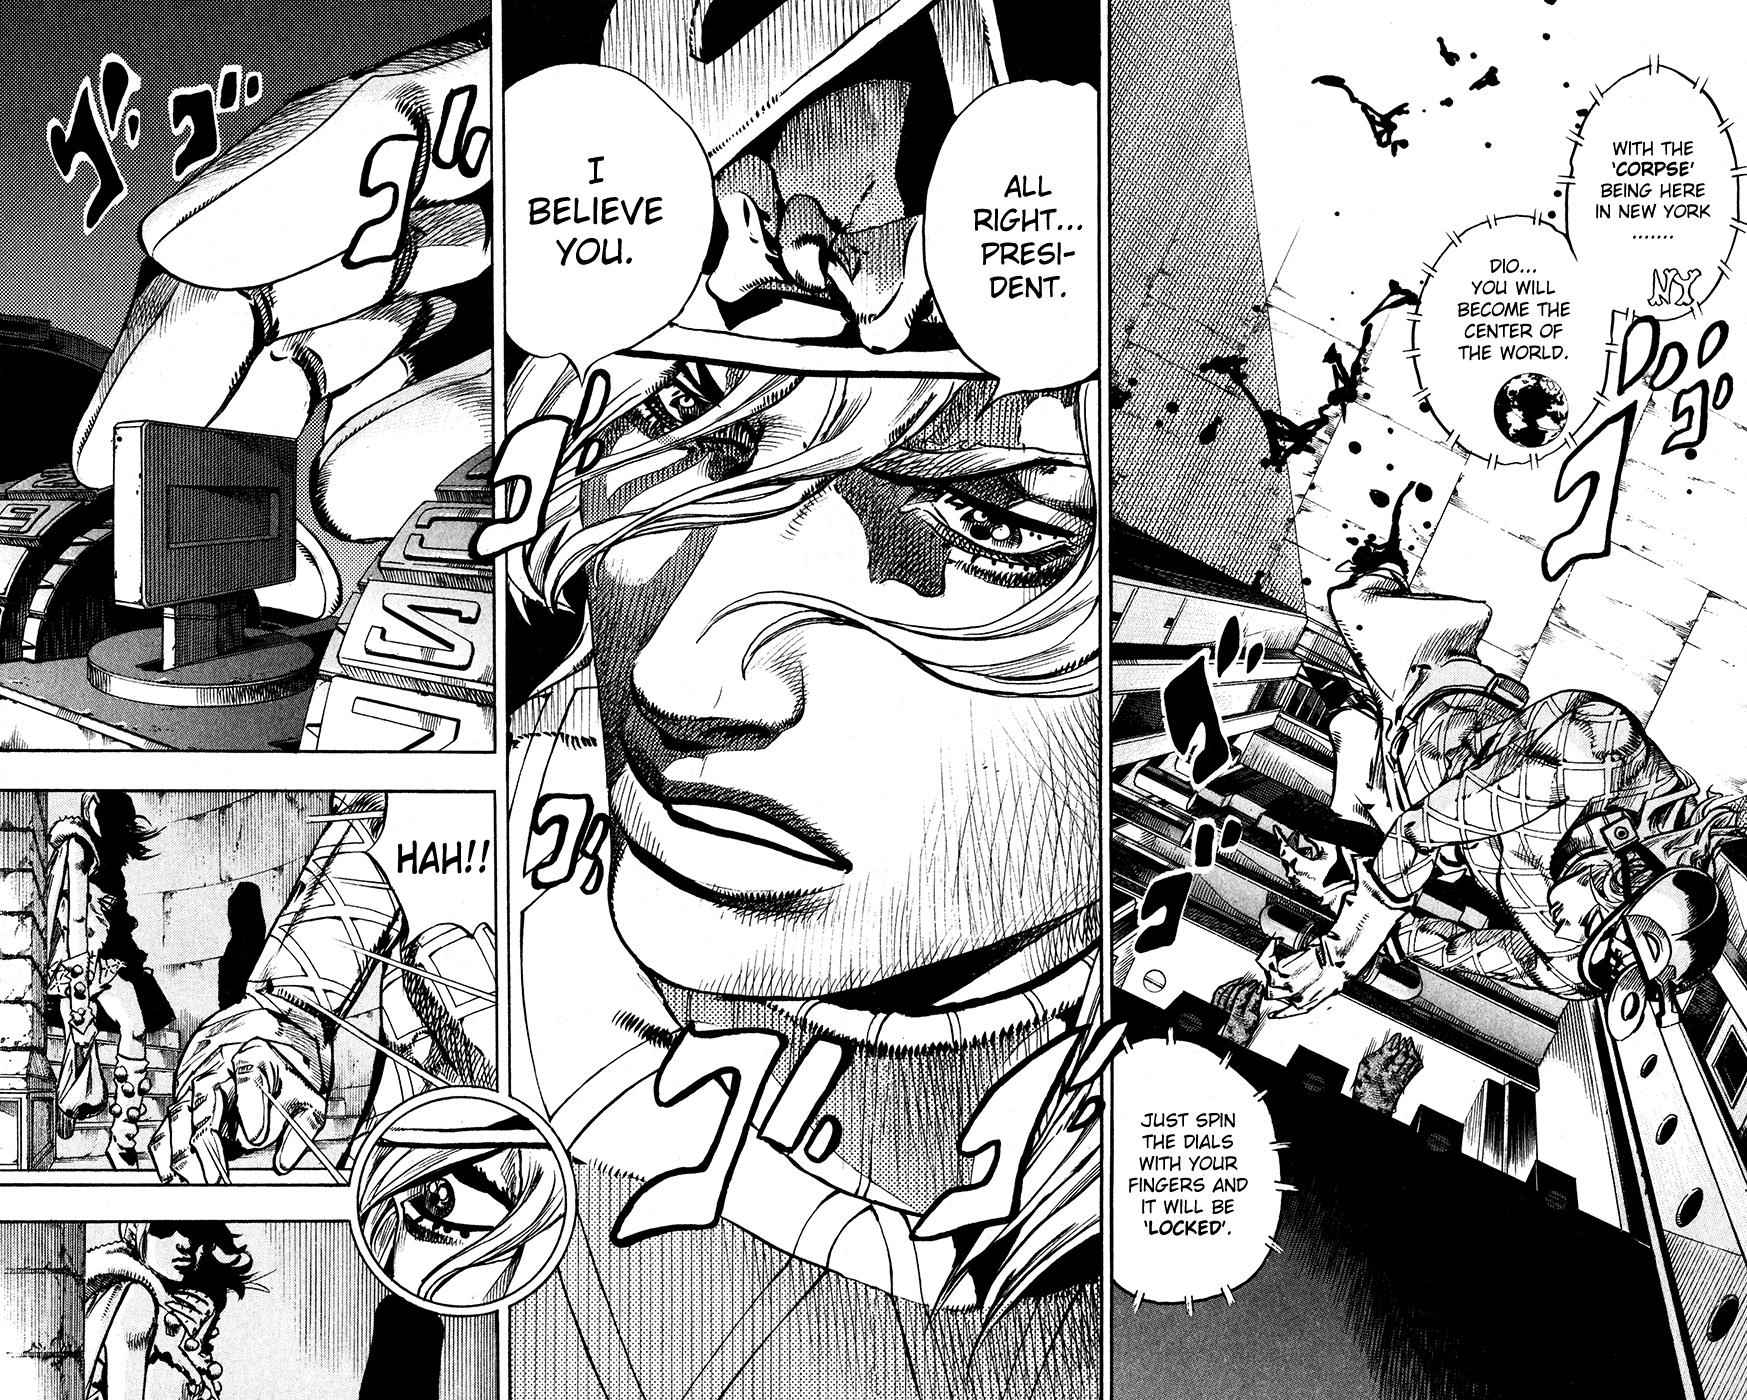 WITH THE
'CORPSE'
BEING HERE
IN NEW YORK
.......
NY
DIO...
YOU WILL
BECOME THE
CENTER OF
THE WORLD.
JUST SPIN
THE DIALS
WITH YOUR
FINGERS AND
IT WILL BE
'LOCKED'.
ALL
RIGHT...
PRESI-
DENT.
I
BELIEVE
YOU.
HAH!!